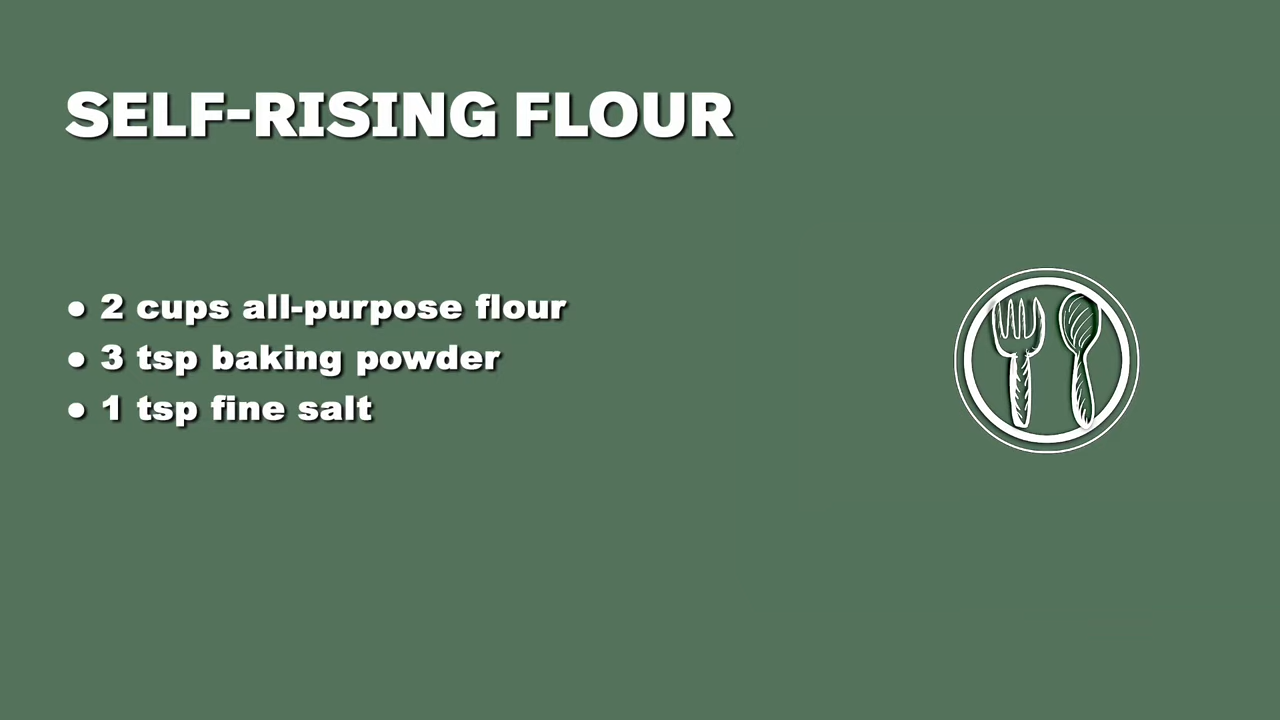 SELF-RISING FLOUR
● 2 cups all-purpose flour
● 3 tsp baking powder
● 1 tsp fine salt